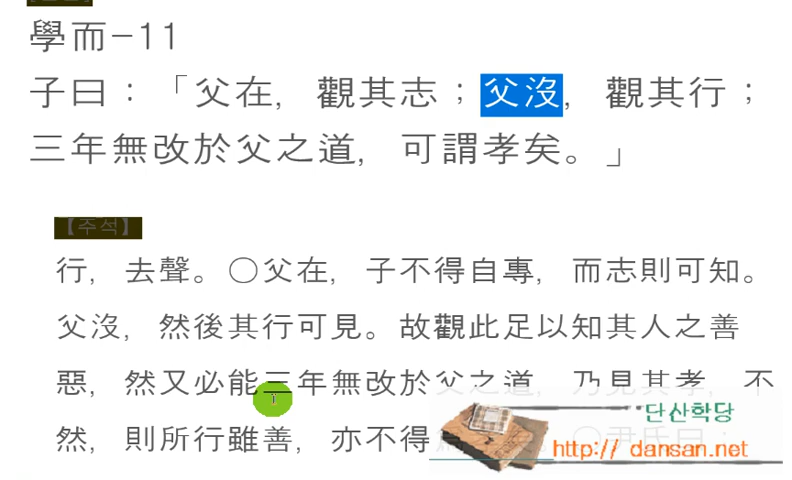 學而-11
子曰：「父在, 觀其志；父沒, 觀其行；
三年無改於父之道, 可謂孝矣。」
【주석】
行, 去聲。○父在, 子不得自專, 而志則可知。
父沒, 然後其行可見。故觀此足以知其人之善
惡, 然又必能三年無改於父之道, 乃見其孝, 不
然, 則所行雖善, 亦不得
단산학당
http://dansan.net